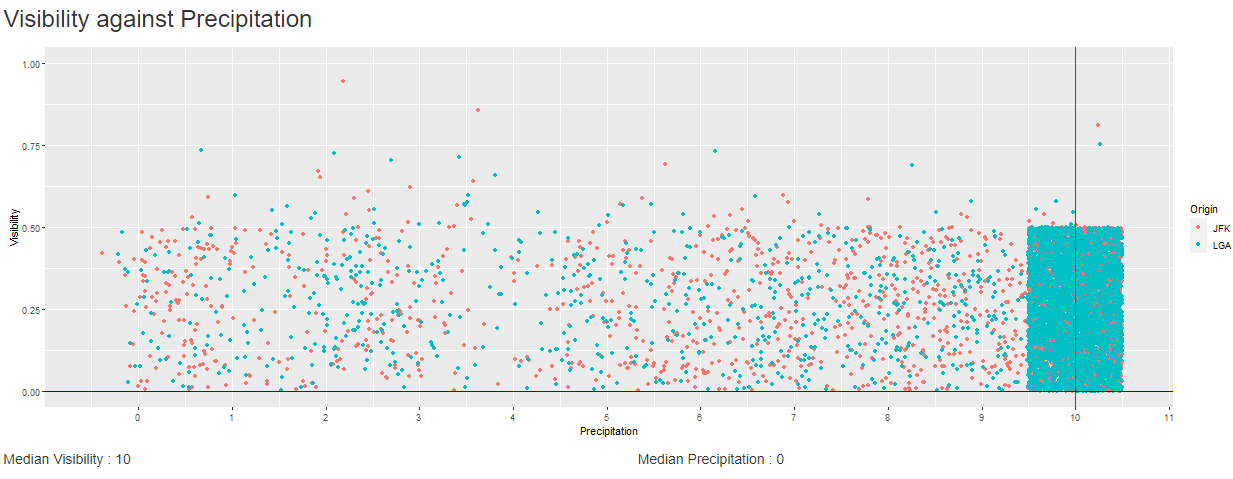 Visibility against Precipitation
1.00
0.75
0.50
0.25
0.00
Visibility
0 1 2 3 4 5 6 7 8 9 10 11
Precipitation
Origin
JFK
LGA
Median Visibility : 10
Median Precipitation : 0